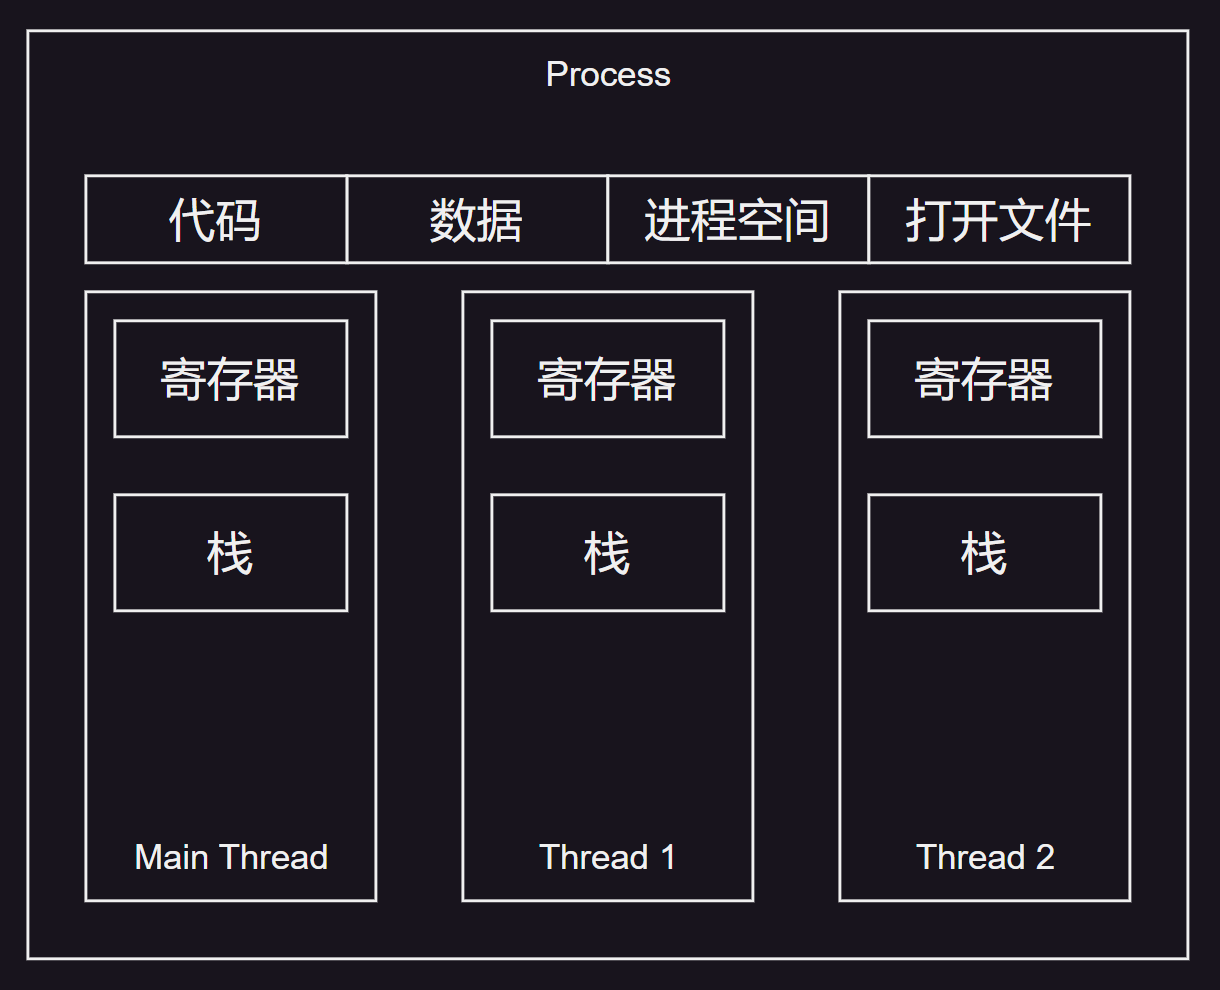 Process
代码 数据 进程空间 打开文件
寄存器 寄存器 寄存器
栈 栈 栈
Main Thread Thread 1 Thread 2